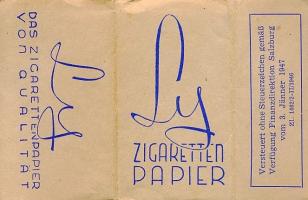 DAS ZIGARETTENPAPIER
VON QUALITÄT
Ly
Ly
ZIGARETTEN
PAPIER
Versteuert ohne Steuerzeichen gemäß
Verfügung Finanzdirektion Salzburg
vom 3. Jänner 1947